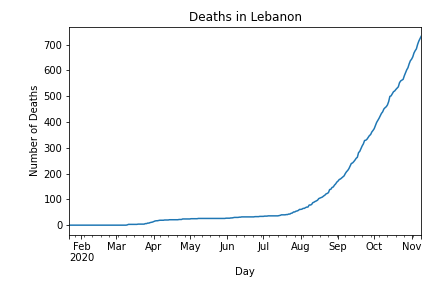 Deaths in Lebanon
Number of Deaths
700
600
500
400
300
200
100
0
Feb Mar Apr May Jun Jul Aug Sep Oct Nov
2020
Day